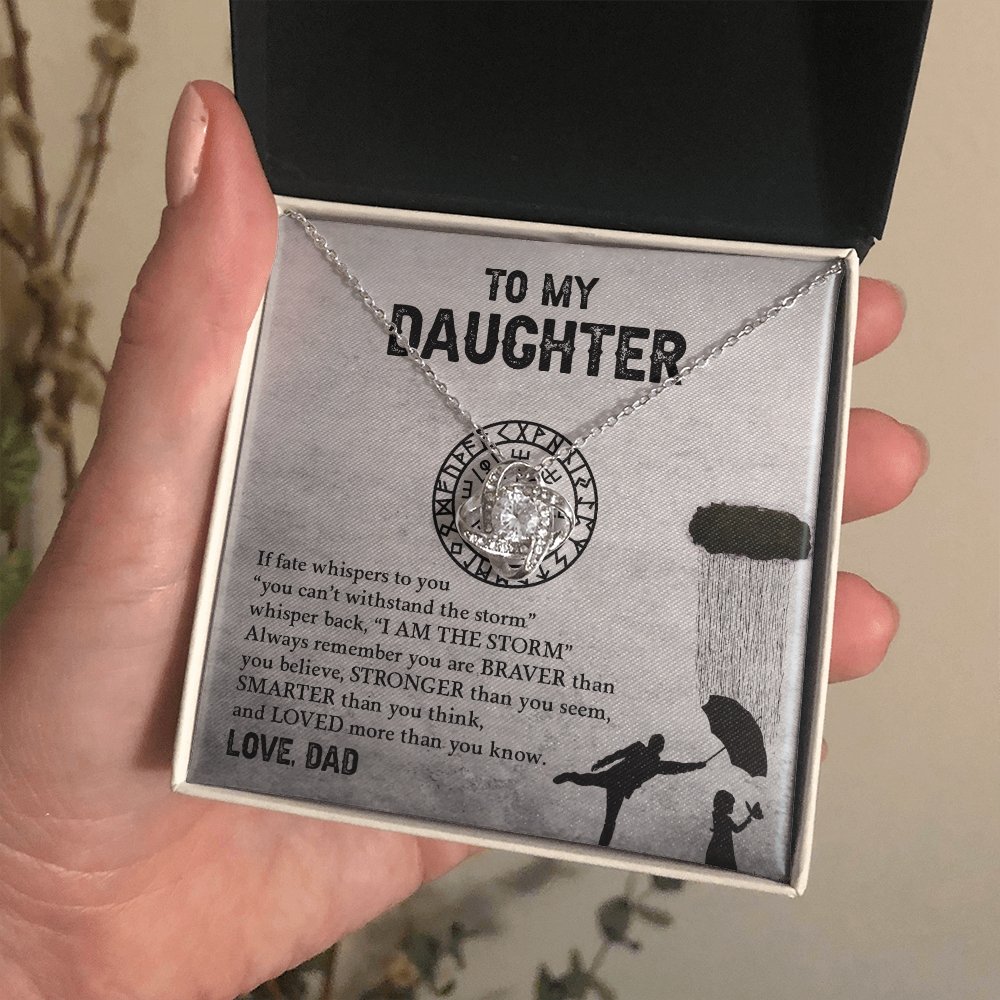 TO MY
DAUGHTER
If fate whispers to you
“you can’t withstand the storm”
whisper back, “I AM THE STORM”
Always remember you are BRAVER than
you believe, STRONGER than you seem,
SMARTER than you think,
and LOVED more than you know.
LOVE, DAD